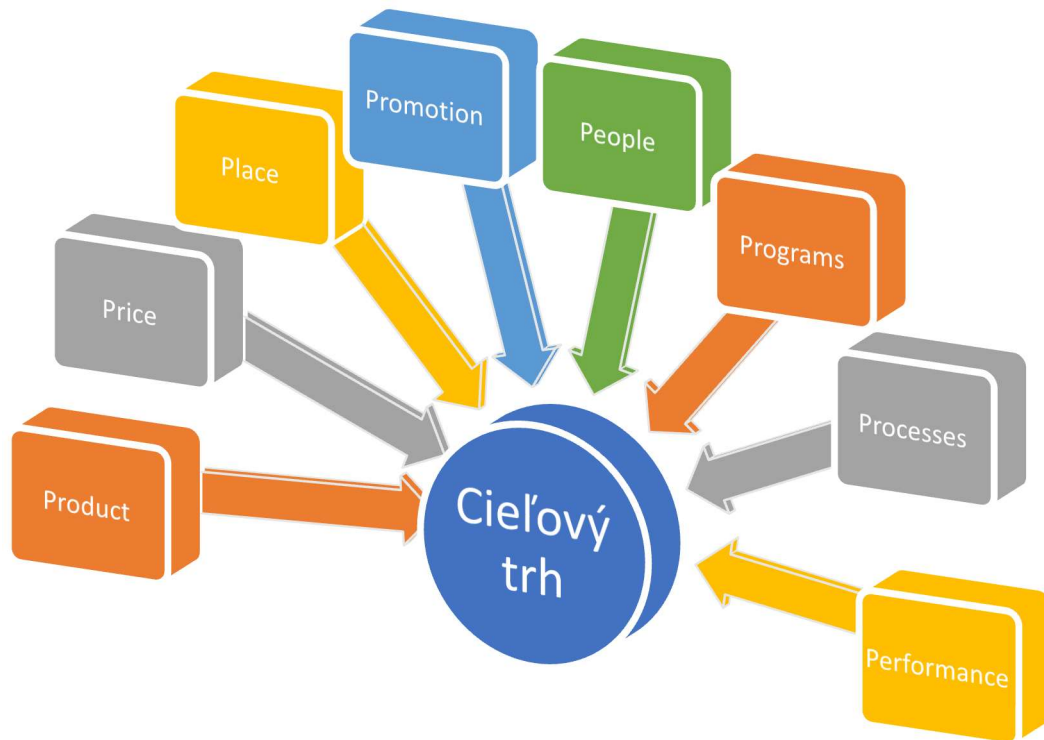 Product
Price
Place
Promotion
People
Programs
Processes
Performance
Cieľový
trh